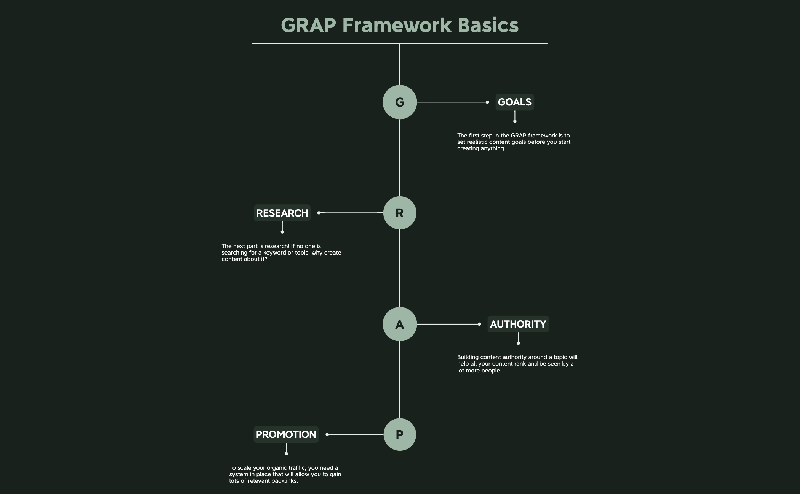 GRAP Framework Basics
G
GOALS
The first step in the GRAP framework is to
set realistic content goals before you start
creating anything.
R
RESEARCH
The next part is research! If no one is
searching for a keyword or topic, why create
content about it?
A
AUTHORITY
Building content authority around a topic will
help all your content rank and be seen by a
lot more people.
P
PROMOTION
To scale your organic traffic, you need a
system in place that will allow you to gain
lots of relevant backlinks.